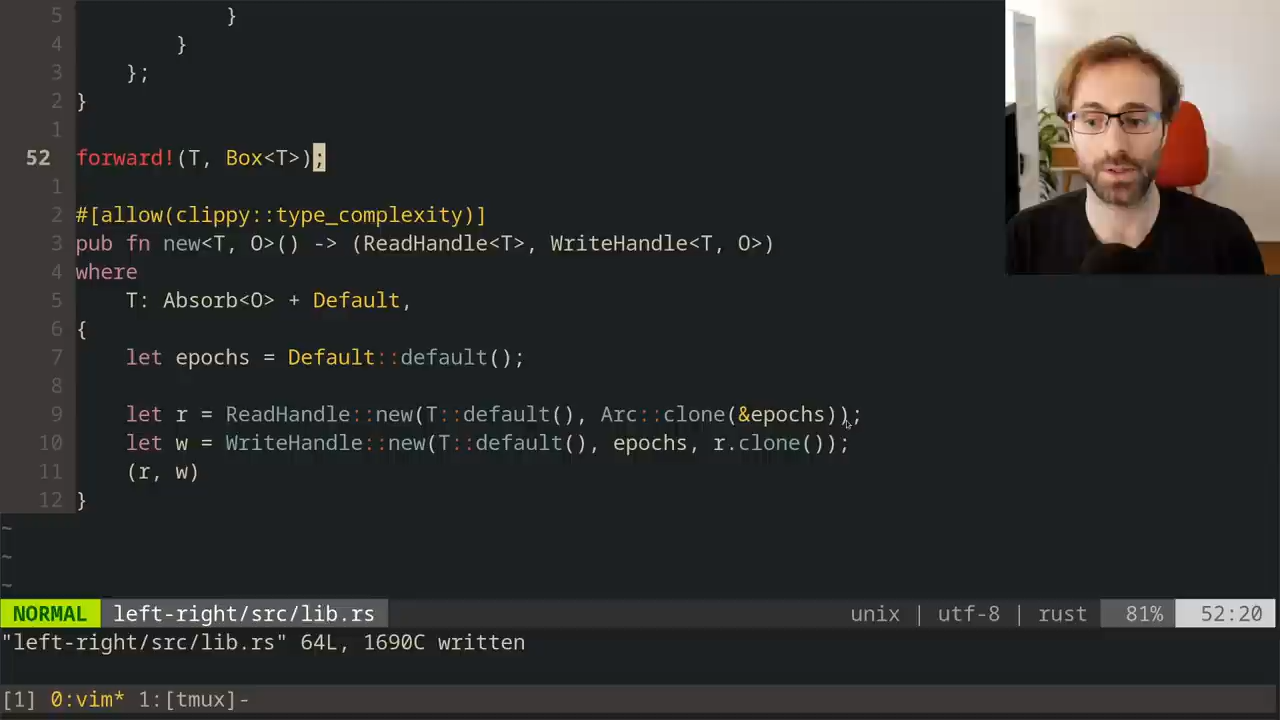 5             }
4         }
3     };
2 }
1
52 forward!(T, Box<T>);
1
2 #[allow(clippy::type_complexity)]
3 pub fn new<T, O>() -> (ReadHandle<T>, WriteHandle<T, O>)
4 where
5     T: Absorb<O> + Default,
6 {
7     let epochs = Default::default();
8
9     let r = ReadHandle::new(T::default(), Arc::clone(&epochs));
10     let w = WriteHandle::new(T::default(), epochs, r.clone());
11     (r, w)
12 }
~
~
~
NORMAL left-right/src/lib.rs unix | utf-8 | rust 81% 52:20
"left-right/src/lib.rs" 64L, 1690C written
[1] 0:vim* 1:[tmux]-